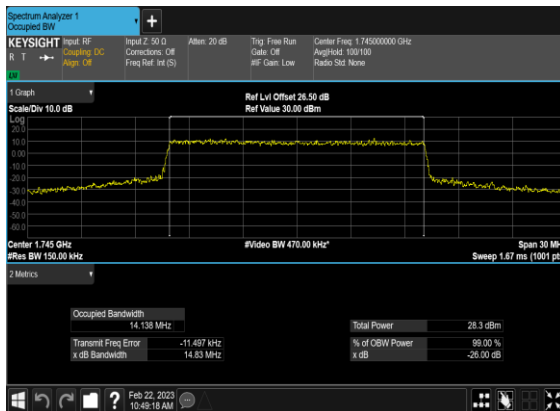 Spectrum Analyzer 1
Occupied BW
KEYSIGHT
R T
Input: RF
Coupling: DC
Align: Off
Input Z: 50 Ω
Corrections: Off
Freq Ref: Int (S)
Atten: 20 dB
Trig: Free Run
Gate: Off
#IF Gain: Low
Center Freq: 1.745000000 GHz
Avg|Hold: 100/100
Radio Std: None
1 Graph
Scale/Div 10.0 dB
Ref Lvl Offset 26.50 dB
Ref Value 30.00 dBm
Log
20.0
10.0
0.00
-10.0
-20.0
-30.0
-40.0
-50.0
-60.0
Center 1.745 GHz
#Res BW 150.00 kHz
#Video BW 470.00 kHz*
Span 30 MH
Sweep 1.67 ms (1001 pt
2 Metrics
Occupied Bandwidth
14.138 MHz
Transmit Freq Error -11.497 kHz
x dB Bandwidth 14.83 MHz
Total Power 28.3 dBm
% of OBW Power 99.00 %
x dB -26.00 dB
Feb 22, 2023
10:49:18 AM